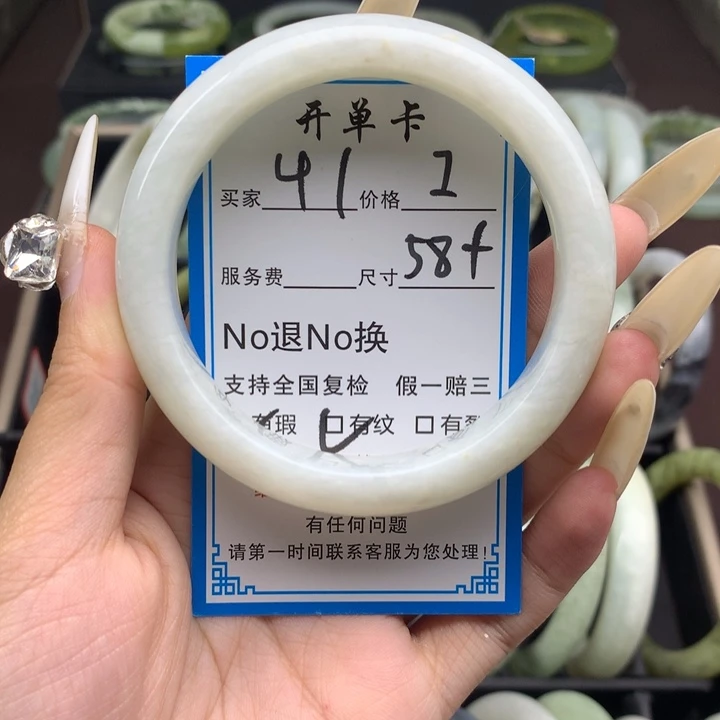 开单卡
买家 41 价格 1
服务费 尺寸 58+
No退No换
支持全国复检 假一赔三
有瑕 ☐有纹 ☐有
有任何问题
请第一时间联系客服为您处理!